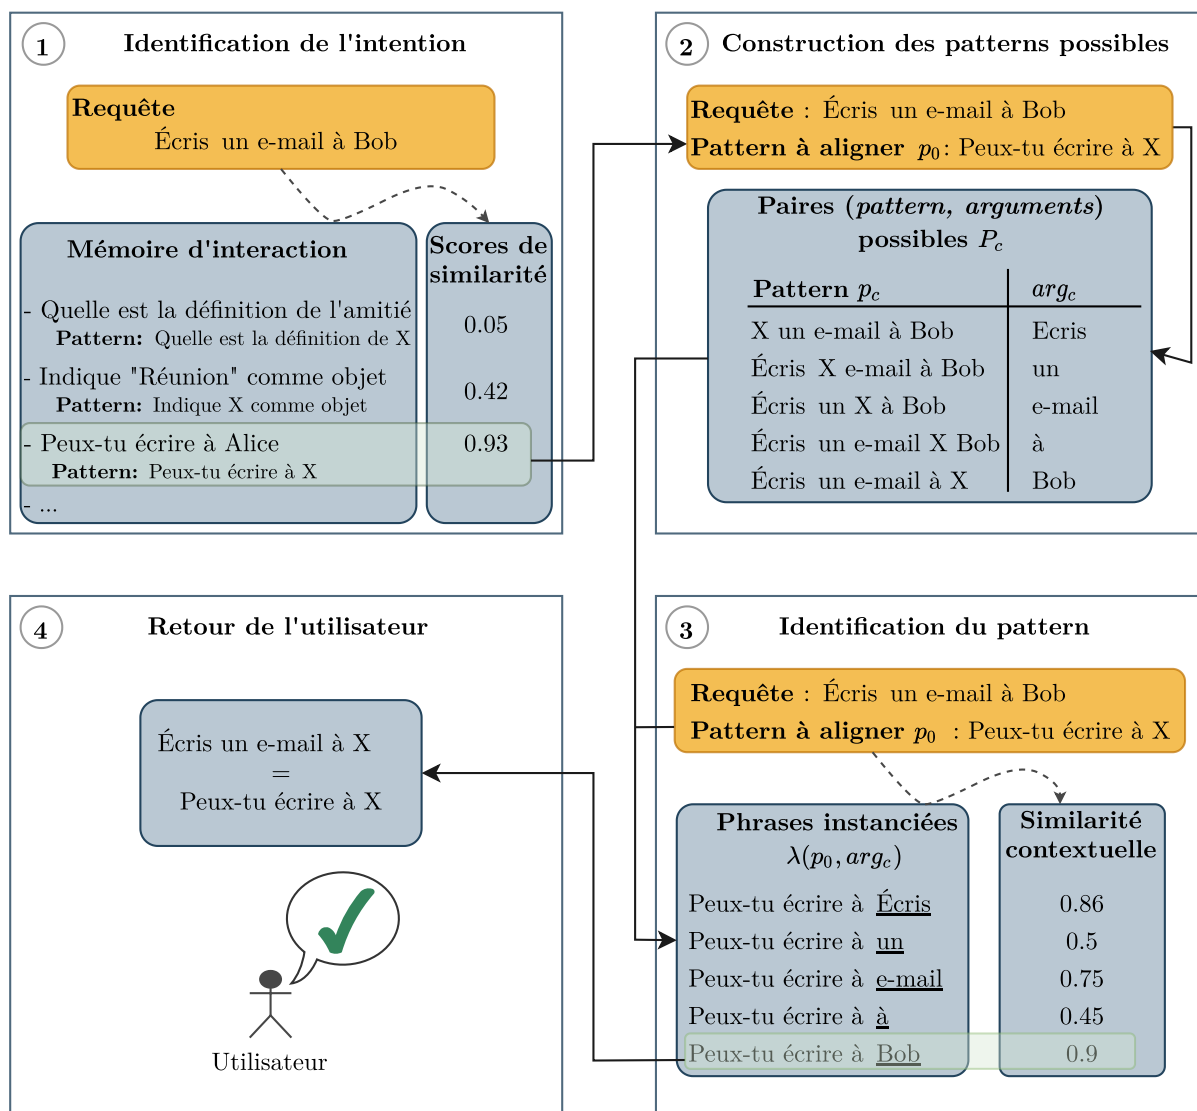 1 Identification de l'intention
Requête
Écris un e-mail à Bob
Mémoire d'interaction
Scores de
similarité
- Quelle est la définition de l'amitié
Pattern: Quelle est la définition de X
0.05
- Indique "Réunion" comme objet
Pattern: Indique X comme objet
0.42
- Peux-tu écrire à Alice
Pattern: Peux-tu écrire à X
0.93
- ...
2 Construction des patterns possibles
Requête : Écris un e-mail à Bob
Pattern à aligner p₀ : Peux-tu écrire à X
Paires (pattern, arguments)
possibles P_c
Pattern p_c arg_c
X un e-mail à Bob Ecris
Écris X e-mail à Bob un
Écris un X à Bob e-mail
Écris un e-mail X Bob à
Écris un e-mail à X Bob
3 Identification du pattern
Requête : Écris un e-mail à Bob
Pattern à aligner p₀ : Peux-tu écrire à X
Phrases instanciées
λ(p₀, arg_c)
Similarité
contextuelle
Peux-tu écrire à Écris 0.86
Peux-tu écrire à un 0.5
Peux-tu écrire à e-mail 0.75
Peux-tu écrire à à 0.45
Peux-tu écrire à Bob 0.9
4 Retour de l'utilisateur
Écris un e-mail à X
=
Peux-tu écrire à X
Utilisateur